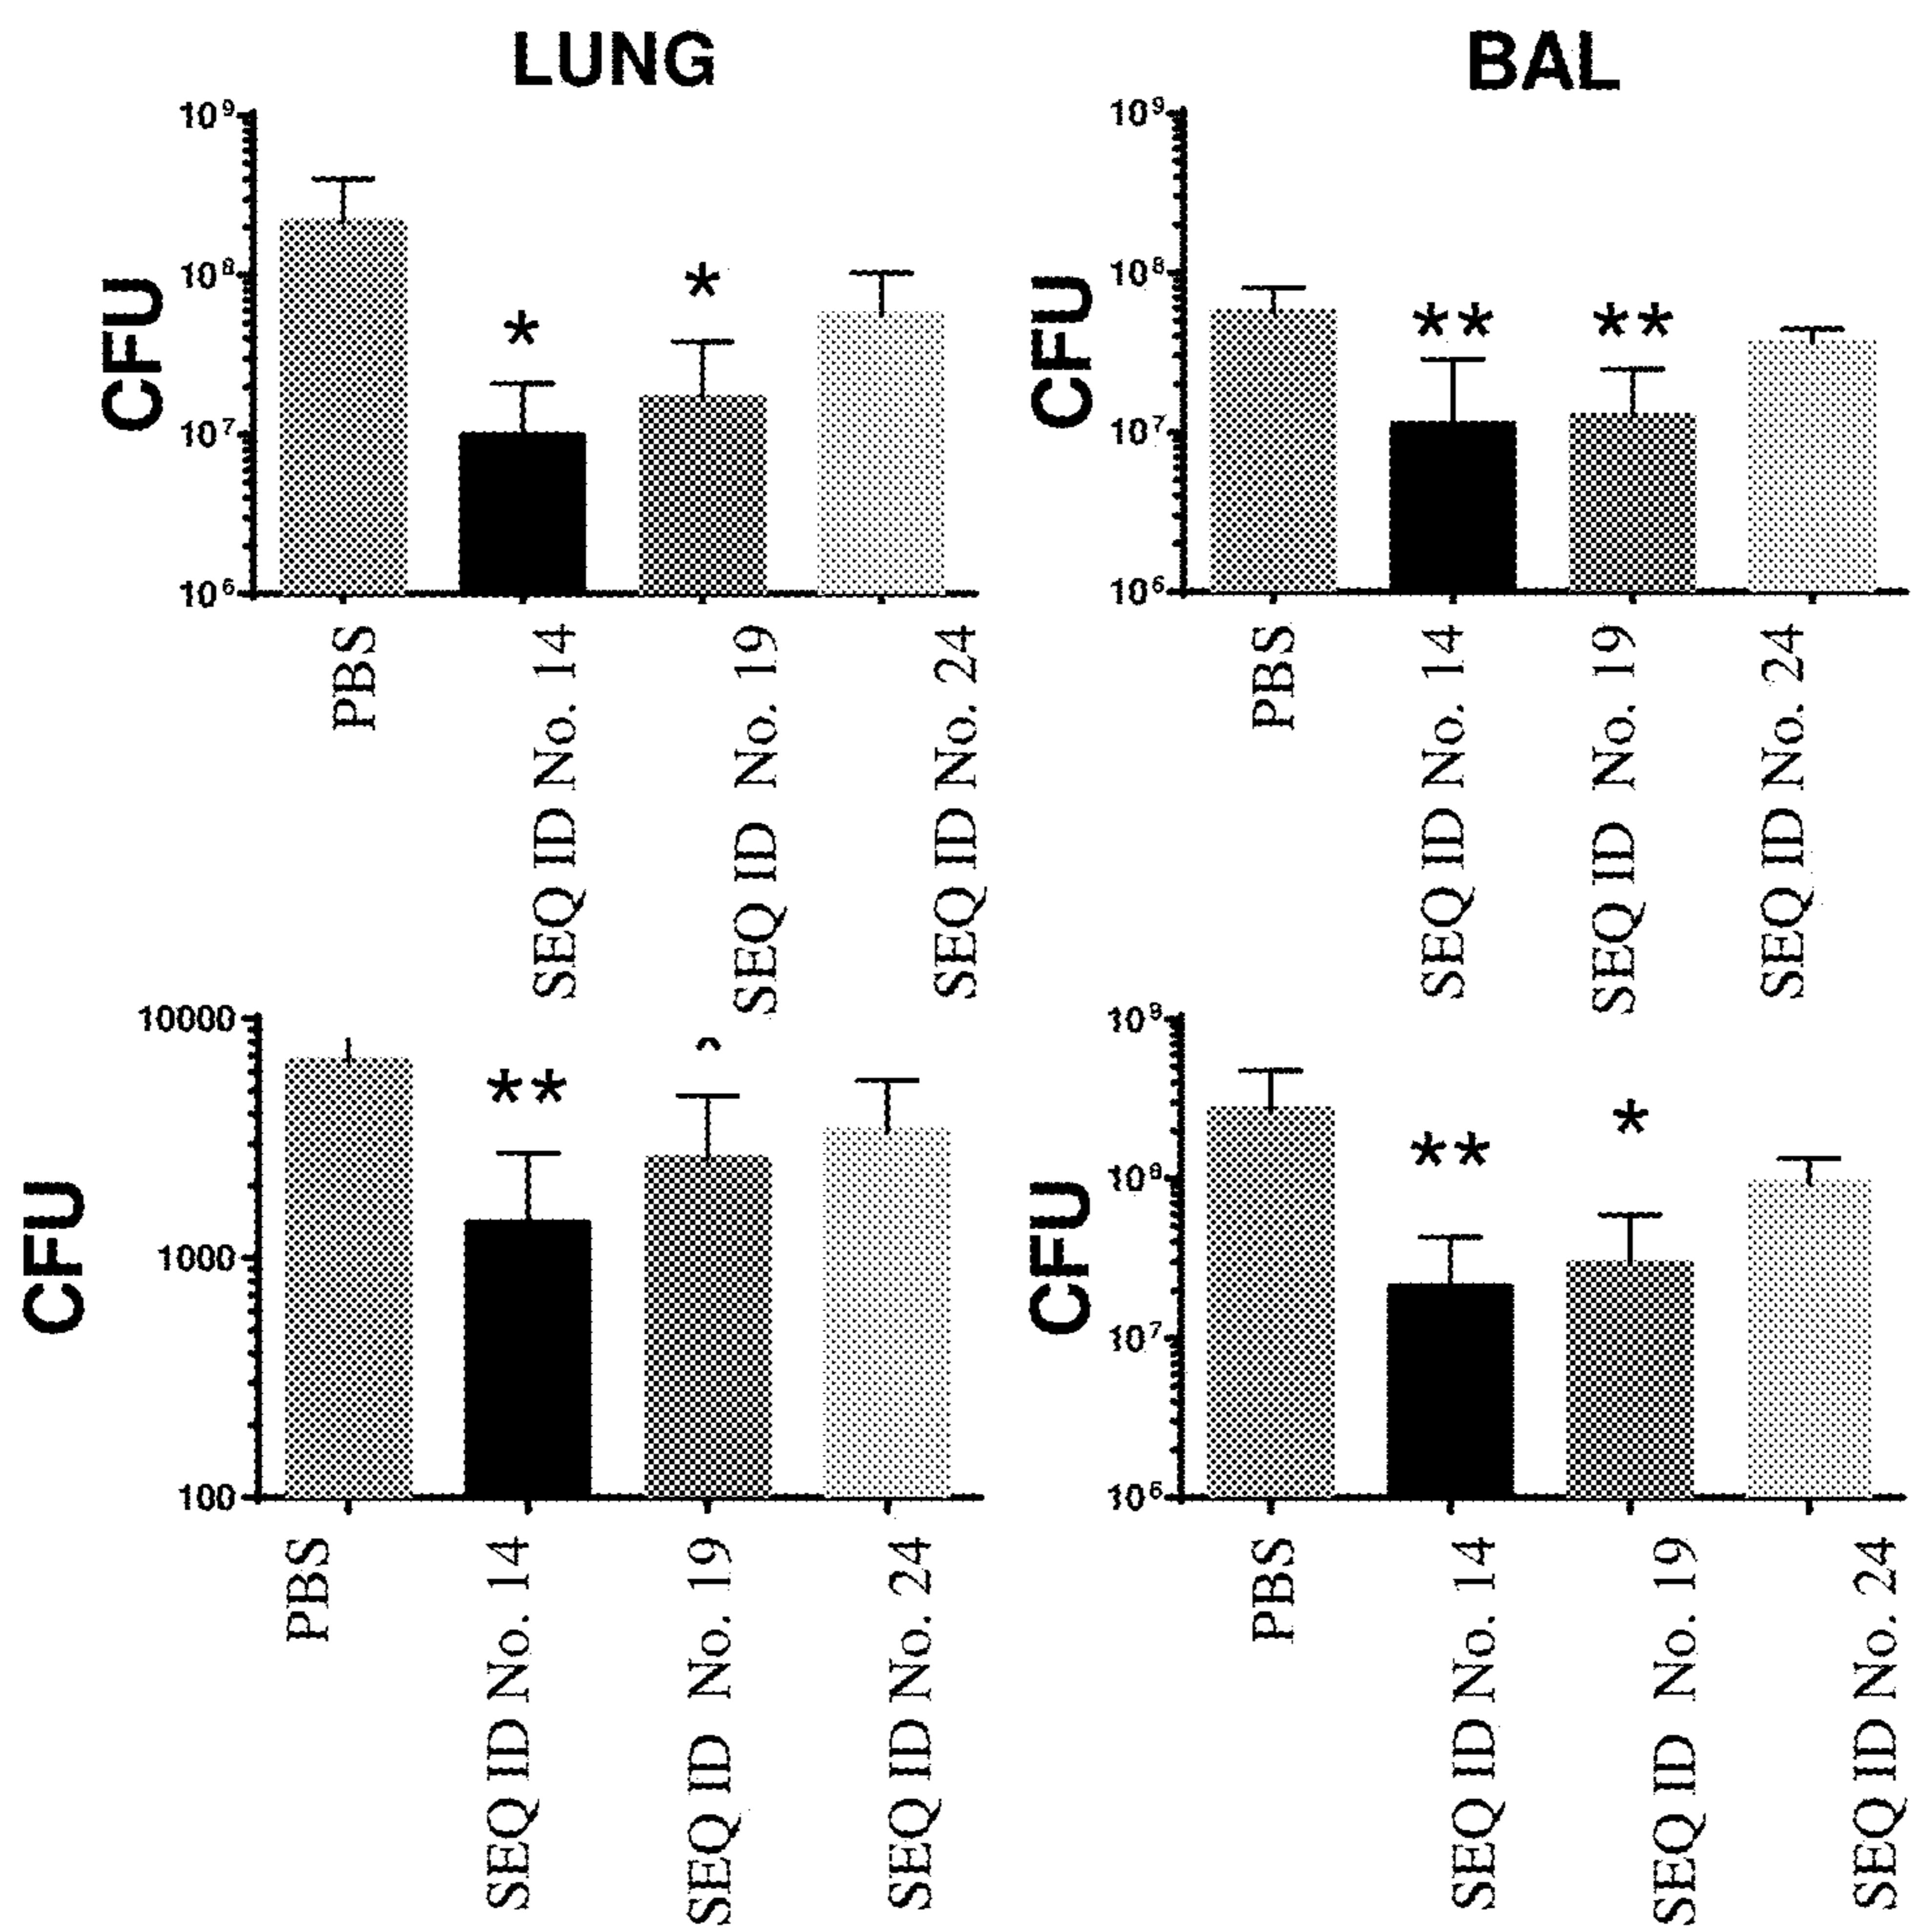 LUNG
BAL
CFU
10⁹
10⁸
10⁷
10⁶
*
*
PBS
SEQ ID No. 14
SEQ ID No. 19
SEQ ID No. 24
CFU
10⁹
10⁸
10⁷
10⁶
**
**
PBS
SEQ ID No. 14
SEQ ID No. 19
SEQ ID No. 24
CFU
10000
1000
100
**
^
PBS
SEQ ID No. 14
SEQ ID No. 19
SEQ ID No. 24
CFU
10⁹
10⁸
10⁷
10⁶
**
*
PBS
SEQ ID No. 14
SEQ ID No. 19
SEQ ID No. 24